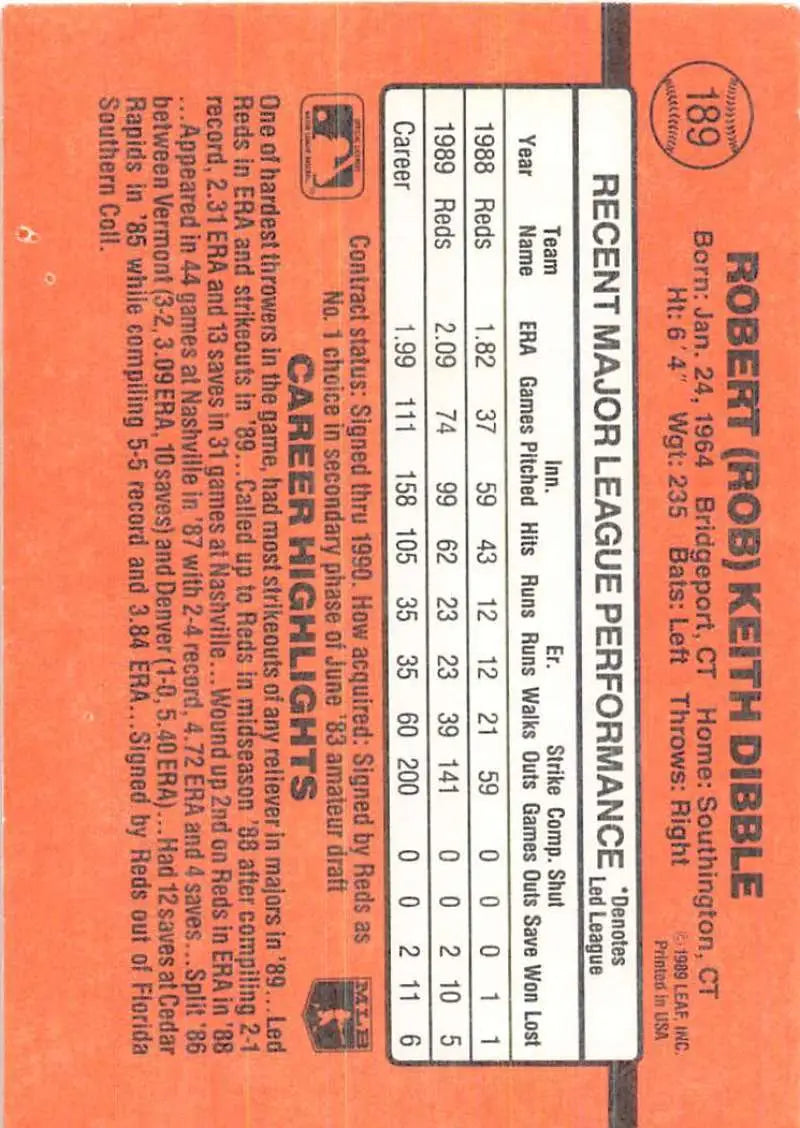 189
ROBERT (ROB) KEITH DIBBLE
Born: Jan. 24, 1964 Bridgeport, CT Home: Southington, CT
Ht: 6' 4" Wgt: 235 Bats: Left Throws: Right
© 1989 LEAF, INC.
Printed in USA
RECENT MAJOR LEAGUE PERFORMANCE *Denotes Led League
Year Team Name ERA Games Inn. Pitched Hits Runs Er. Runs Walks Strike Outs Comp. Games Shut Outs Save Won Lost
1988 Reds 1.82 37 59 43 12 12 21 59 0 0 0 1 1
1989 Reds 2.09 74 99 62 23 23 39 141 0 0 2 10 5
Career 1.99 111 158 105 35 35 60 200 0 0 2 11 6
Contract status: Signed thru 1990. How acquired: Signed by Reds as
No. 1 choice in secondary phase of June '83 amateur draft
MLB
CAREER HIGHLIGHTS
One of hardest throwers in the game, had most strikeouts of any reliever in majors in '89...Led
Reds in ERA and strikeouts in '89...Called up to Reds in midseason '88 after compiling 2-1
record, 2.31 ERA and 13 saves in 31 games at Nashville...Wound up 2nd on Reds in ERA in '88
...Appeared in 44 games at Nashville in '87 with 2-4 record, 4.72 ERA and 4 saves...Split '86
between Vermont (3-2, 3.09 ERA, 10 saves) and Denver (1-0, 5.40 ERA)...Had 12 saves at Cedar
Rapids in '85 while compiling 5-5 record and 3.84 ERA...Signed by Reds out of Florida
Southern Coll.